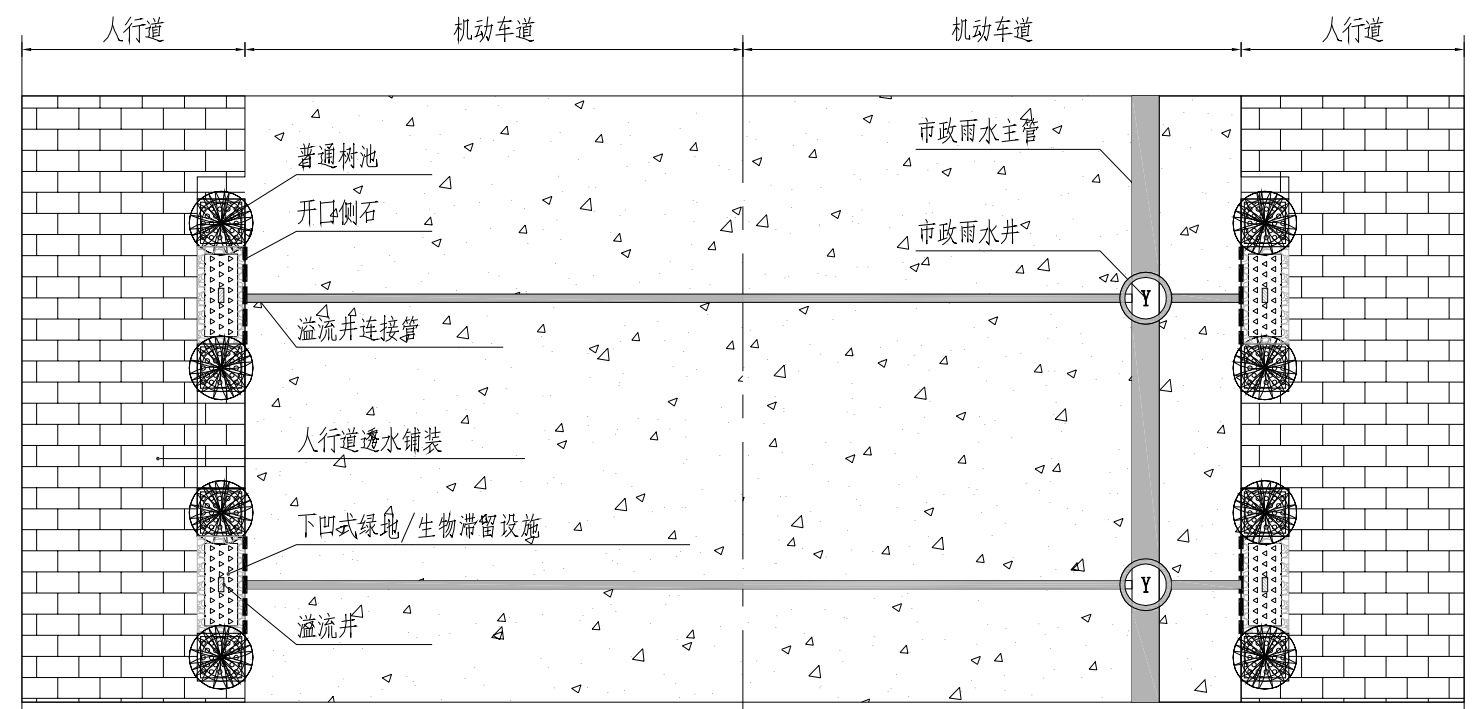 人行道
机动车道
机动车道
人行道
市政雨水主管
普通树池
开口侧石
市政雨水井
Y
溢流井连接管
人行道透水铺装
下凹式绿地/生物滞留设施
Y
溢流井